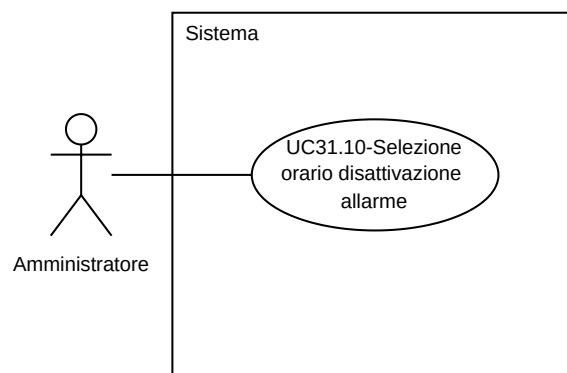 Sistema
UC31.10-Selezione
orario disattivazione
allarme
Amministratore